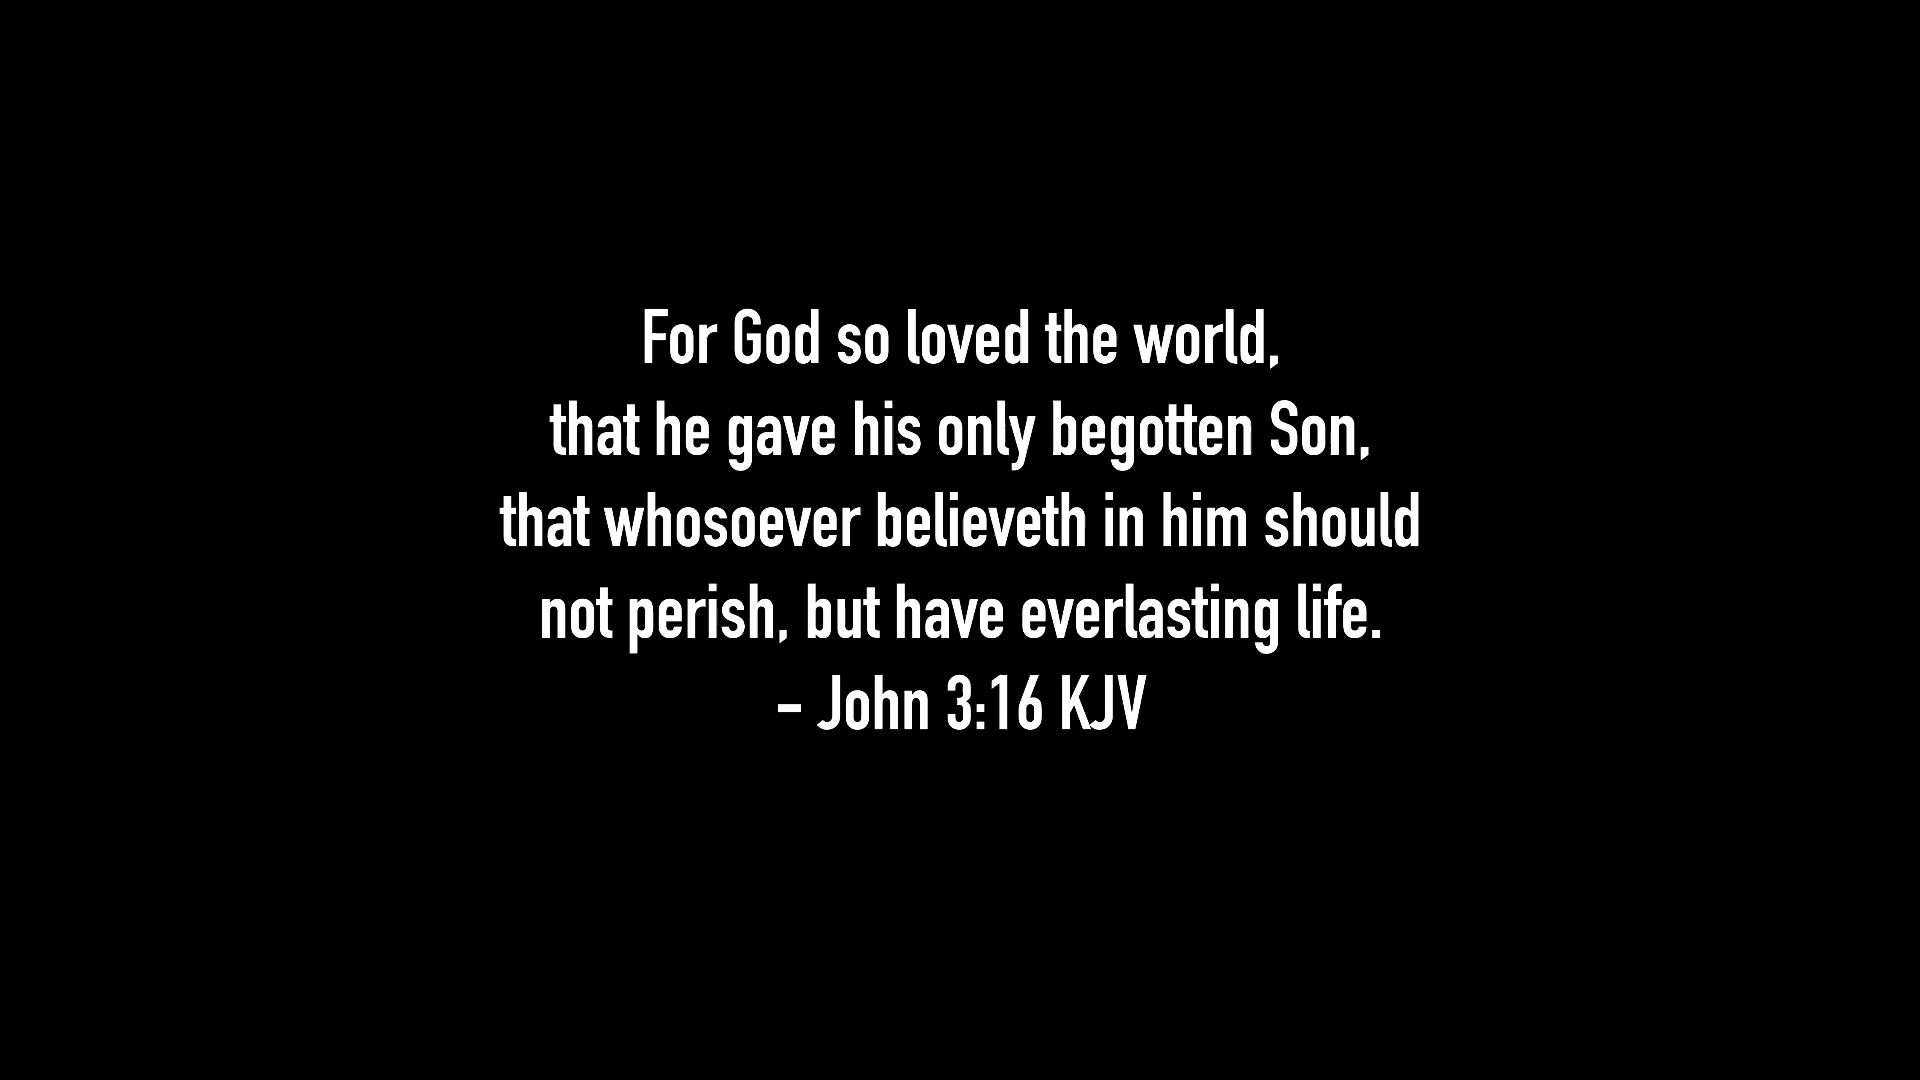 For God so loved the world,
that he gave his only begotten Son,
that whosoever believeth in him should
not perish, but have everlasting life.
– John 3:16 KJV